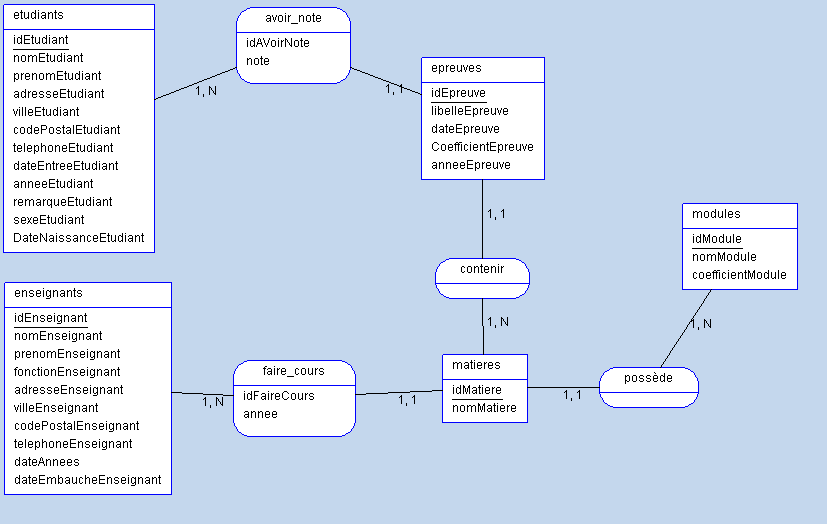 etudiants
idEtudiant
nomEtudiant
prenomEtudiant
adresseEtudiant
villeEtudiant
codePostalEtudiant
telephoneEtudiant
dateEntreeEtudiant
anneeEtudiant
remarqueEtudiant
sexeEtudiant
DateNaissanceEtudiant
1, N
avoir_note
idAVoirNote
note
1, 1
epreuves
idEpreuve
libelleEpreuve
dateEpreuve
CoefficientEpreuve
anneeEpreuve
1, 1
contenir
1, N
modules
idModule
nomModule
coefficientModule
1, N
enseignants
idEnseignant
nomEnseignant
prenomEnseignant
fonctionEnseignant
adresseEnseignant
villeEnseignant
codePostalEnseignant
telephoneEnseignant
dateAnnees
dateEmbaucheEnseignant
1, N
faire_cours
idFaireCours
annee
1, 1
matieres
idMatiere
nomMatiere
1, 1
possède